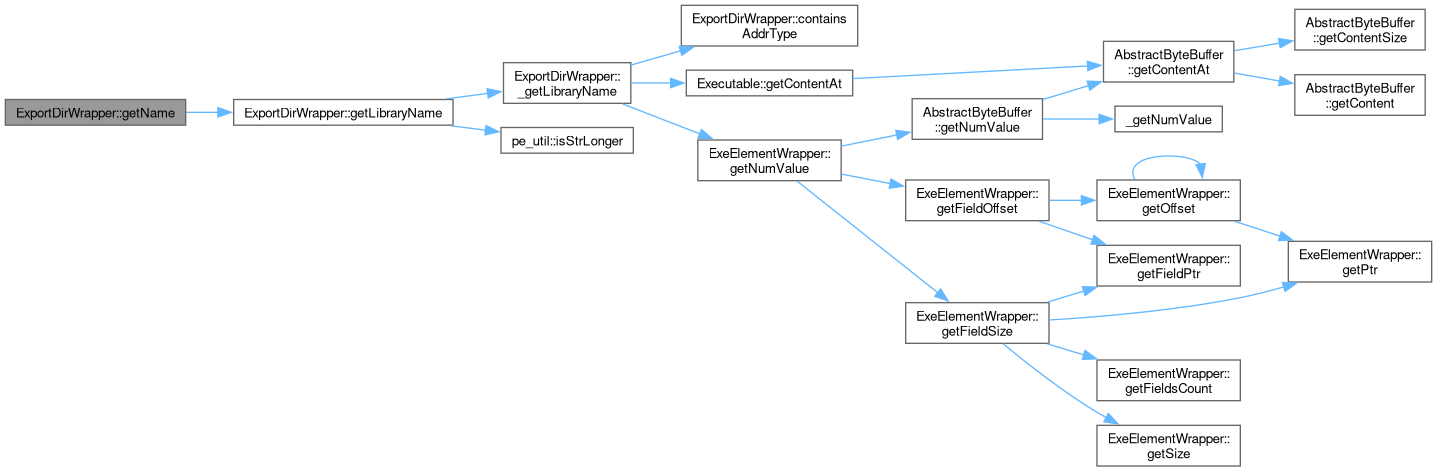 ExportDirWrapper::getName
ExportDirWrapper::getLibraryName
ExportDirWrapper::
_getLibraryName
pe_util::isStrLonger
ExportDirWrapper::contains
AddrType
Executable::getContentAt
ExeElementWrapper::
getNumValue
AbstractByteBuffer
::getNumValue
ExeElementWrapper::
getFieldOffset
ExeElementWrapper::
getFieldSize
AbstractByteBuffer
::getContentAt
_getNumValue
ExeElementWrapper::
getOffset
ExeElementWrapper::
getFieldPtr
ExeElementWrapper::
getFieldsCount
ExeElementWrapper::
getSize
AbstractByteBuffer
::getContentSize
AbstractByteBuffer
::getContent
ExeElementWrapper::
getPtr